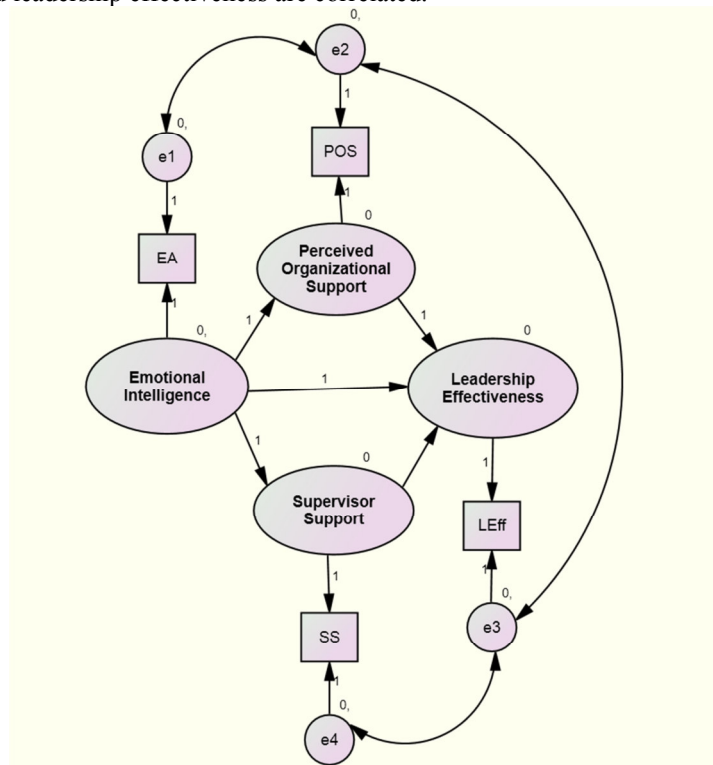 leadership effectiveness are correlated.
0,
e2
1
0,
e1
POS
1
1
0
EA
Perceived
Organizational
Support
1
0,
1
1
0
Emotional
Intelligence
1
Leadership
Effectiveness
1
0
1
Supervisor
Support
LEff
1
1
0,
SS
e3
1
0,
e4